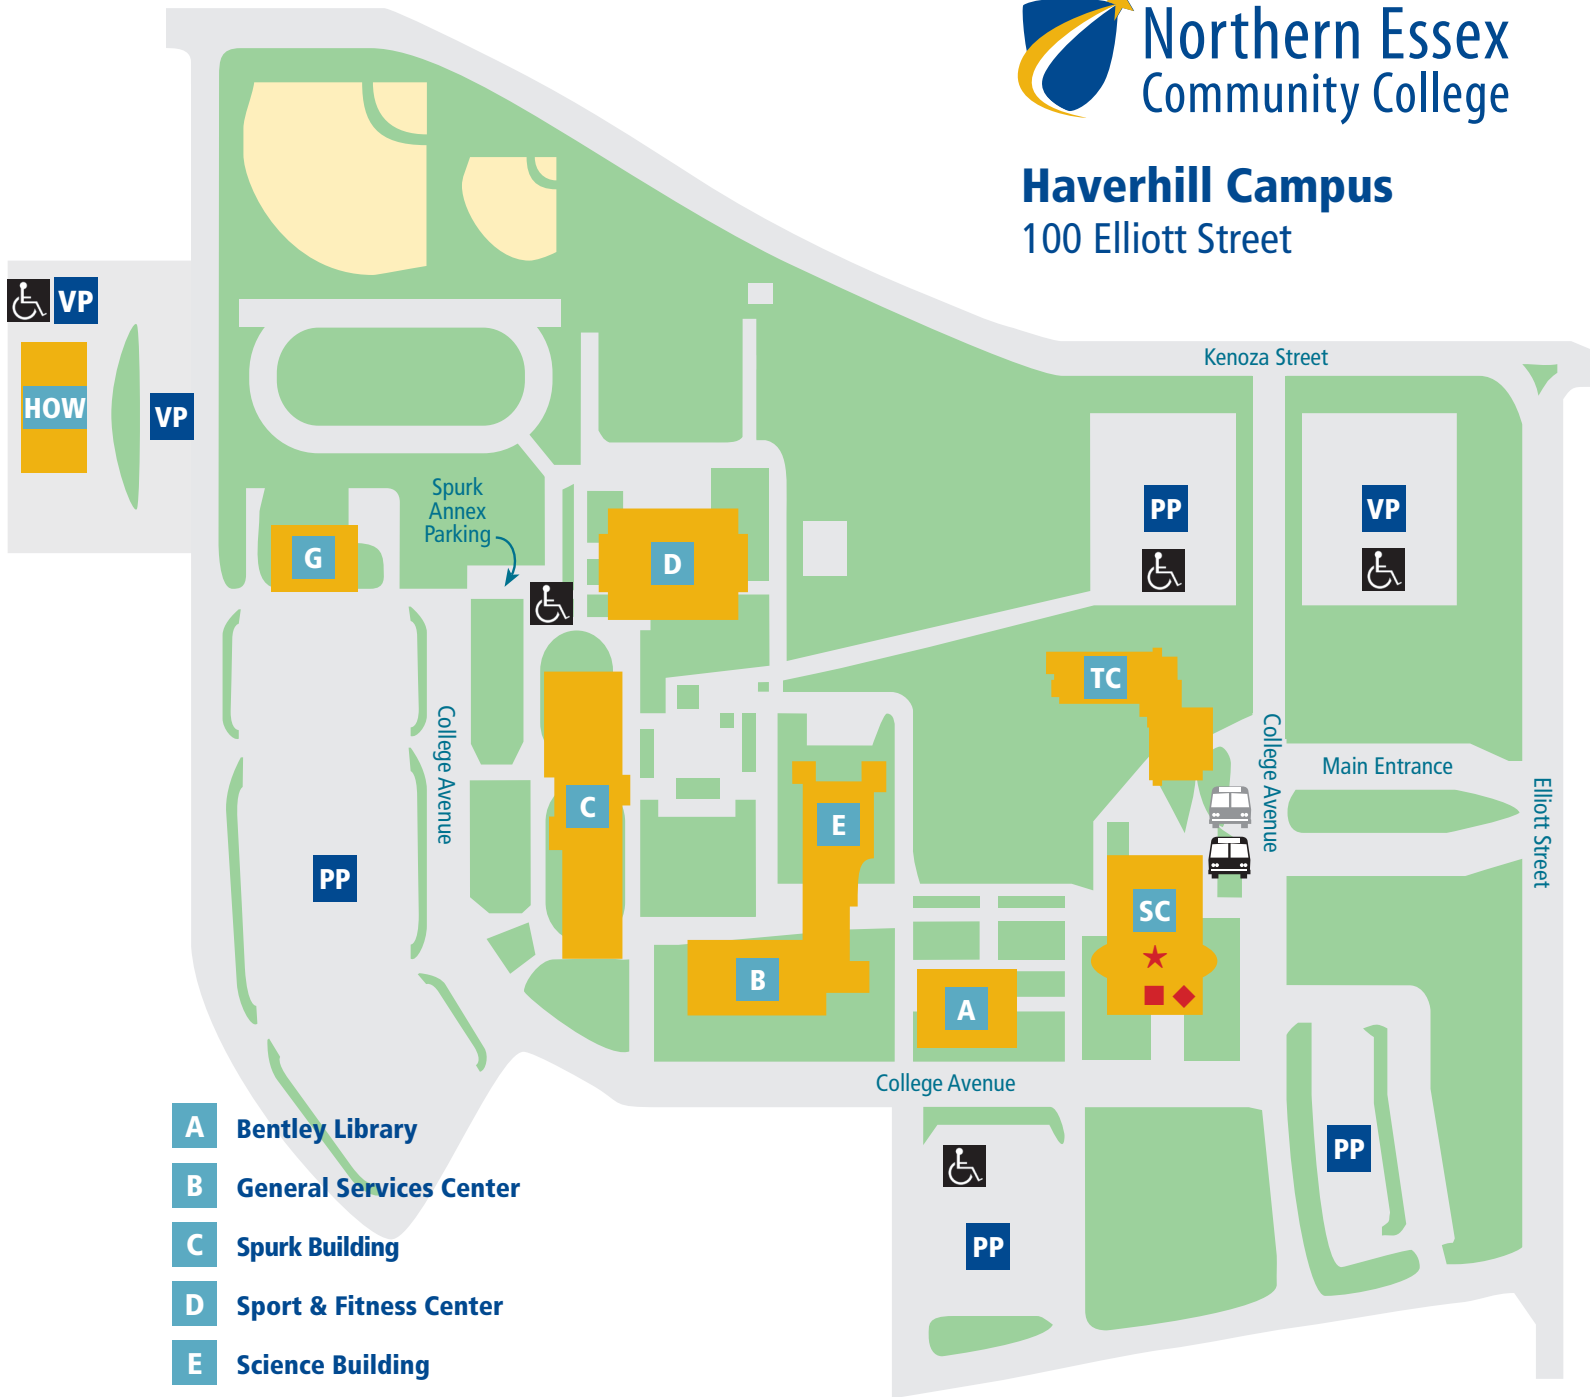 Northern Essex
Community College
Haverhill Campus
100 Elliott Street
VP
HOW
VP
Kenoza Street
Spurk
Annex
Parking
PP
VP
G
D
TC
College Avenue
College Avenue
Main Entrance
Elliott Street
C
E
PP
SC
B
A
College Avenue
PP
PP
A Bentley Library
B General Services Center
C Spurk Building
D Sport & Fitness Center
E Science Building